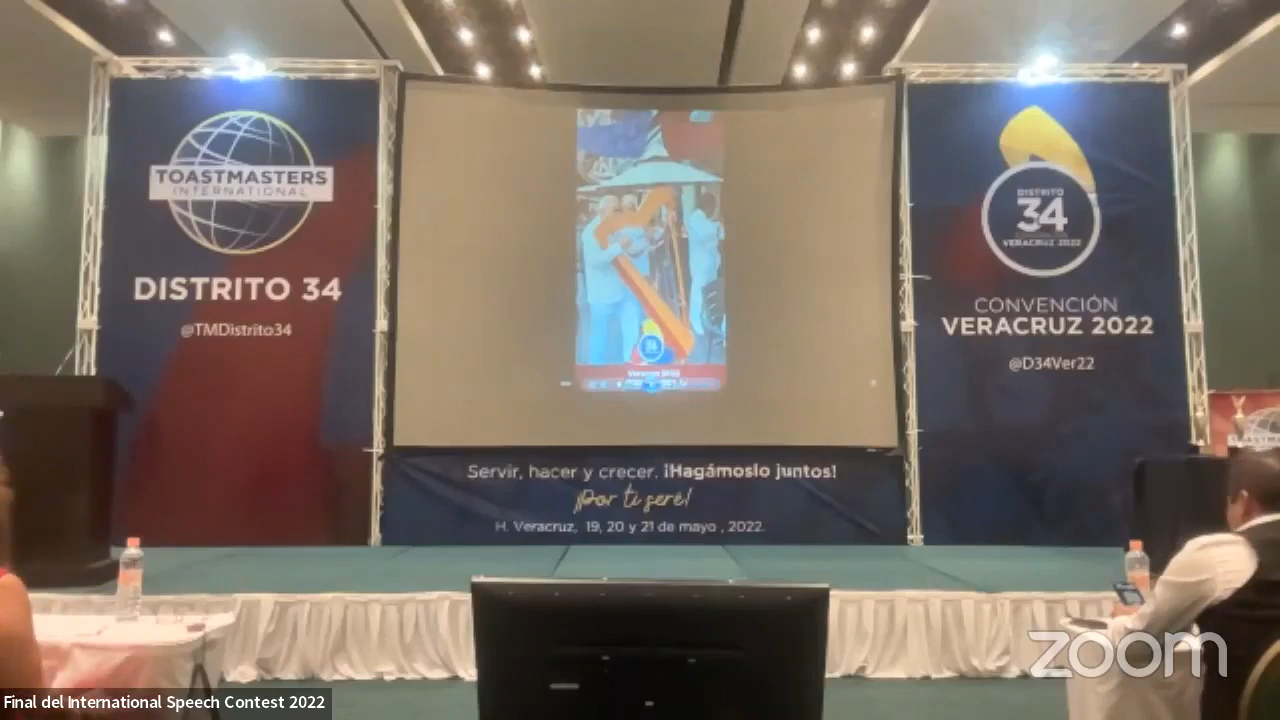 TOASTMASTERS
INTERNATIONAL
DISTRITO 34
@TMDistrito34
DISTRITO
34
VERACRUZ 2022
CONVENCIÓN
VERACRUZ 2022
@D34Ver22
Servir, hacer y crecer. ¡Hagámoslo juntos!
¡Por ti seré!
H. Veracruz, 19, 20 y 21 de mayo , 2022.
zoom
Final del International Speech Contest 2022